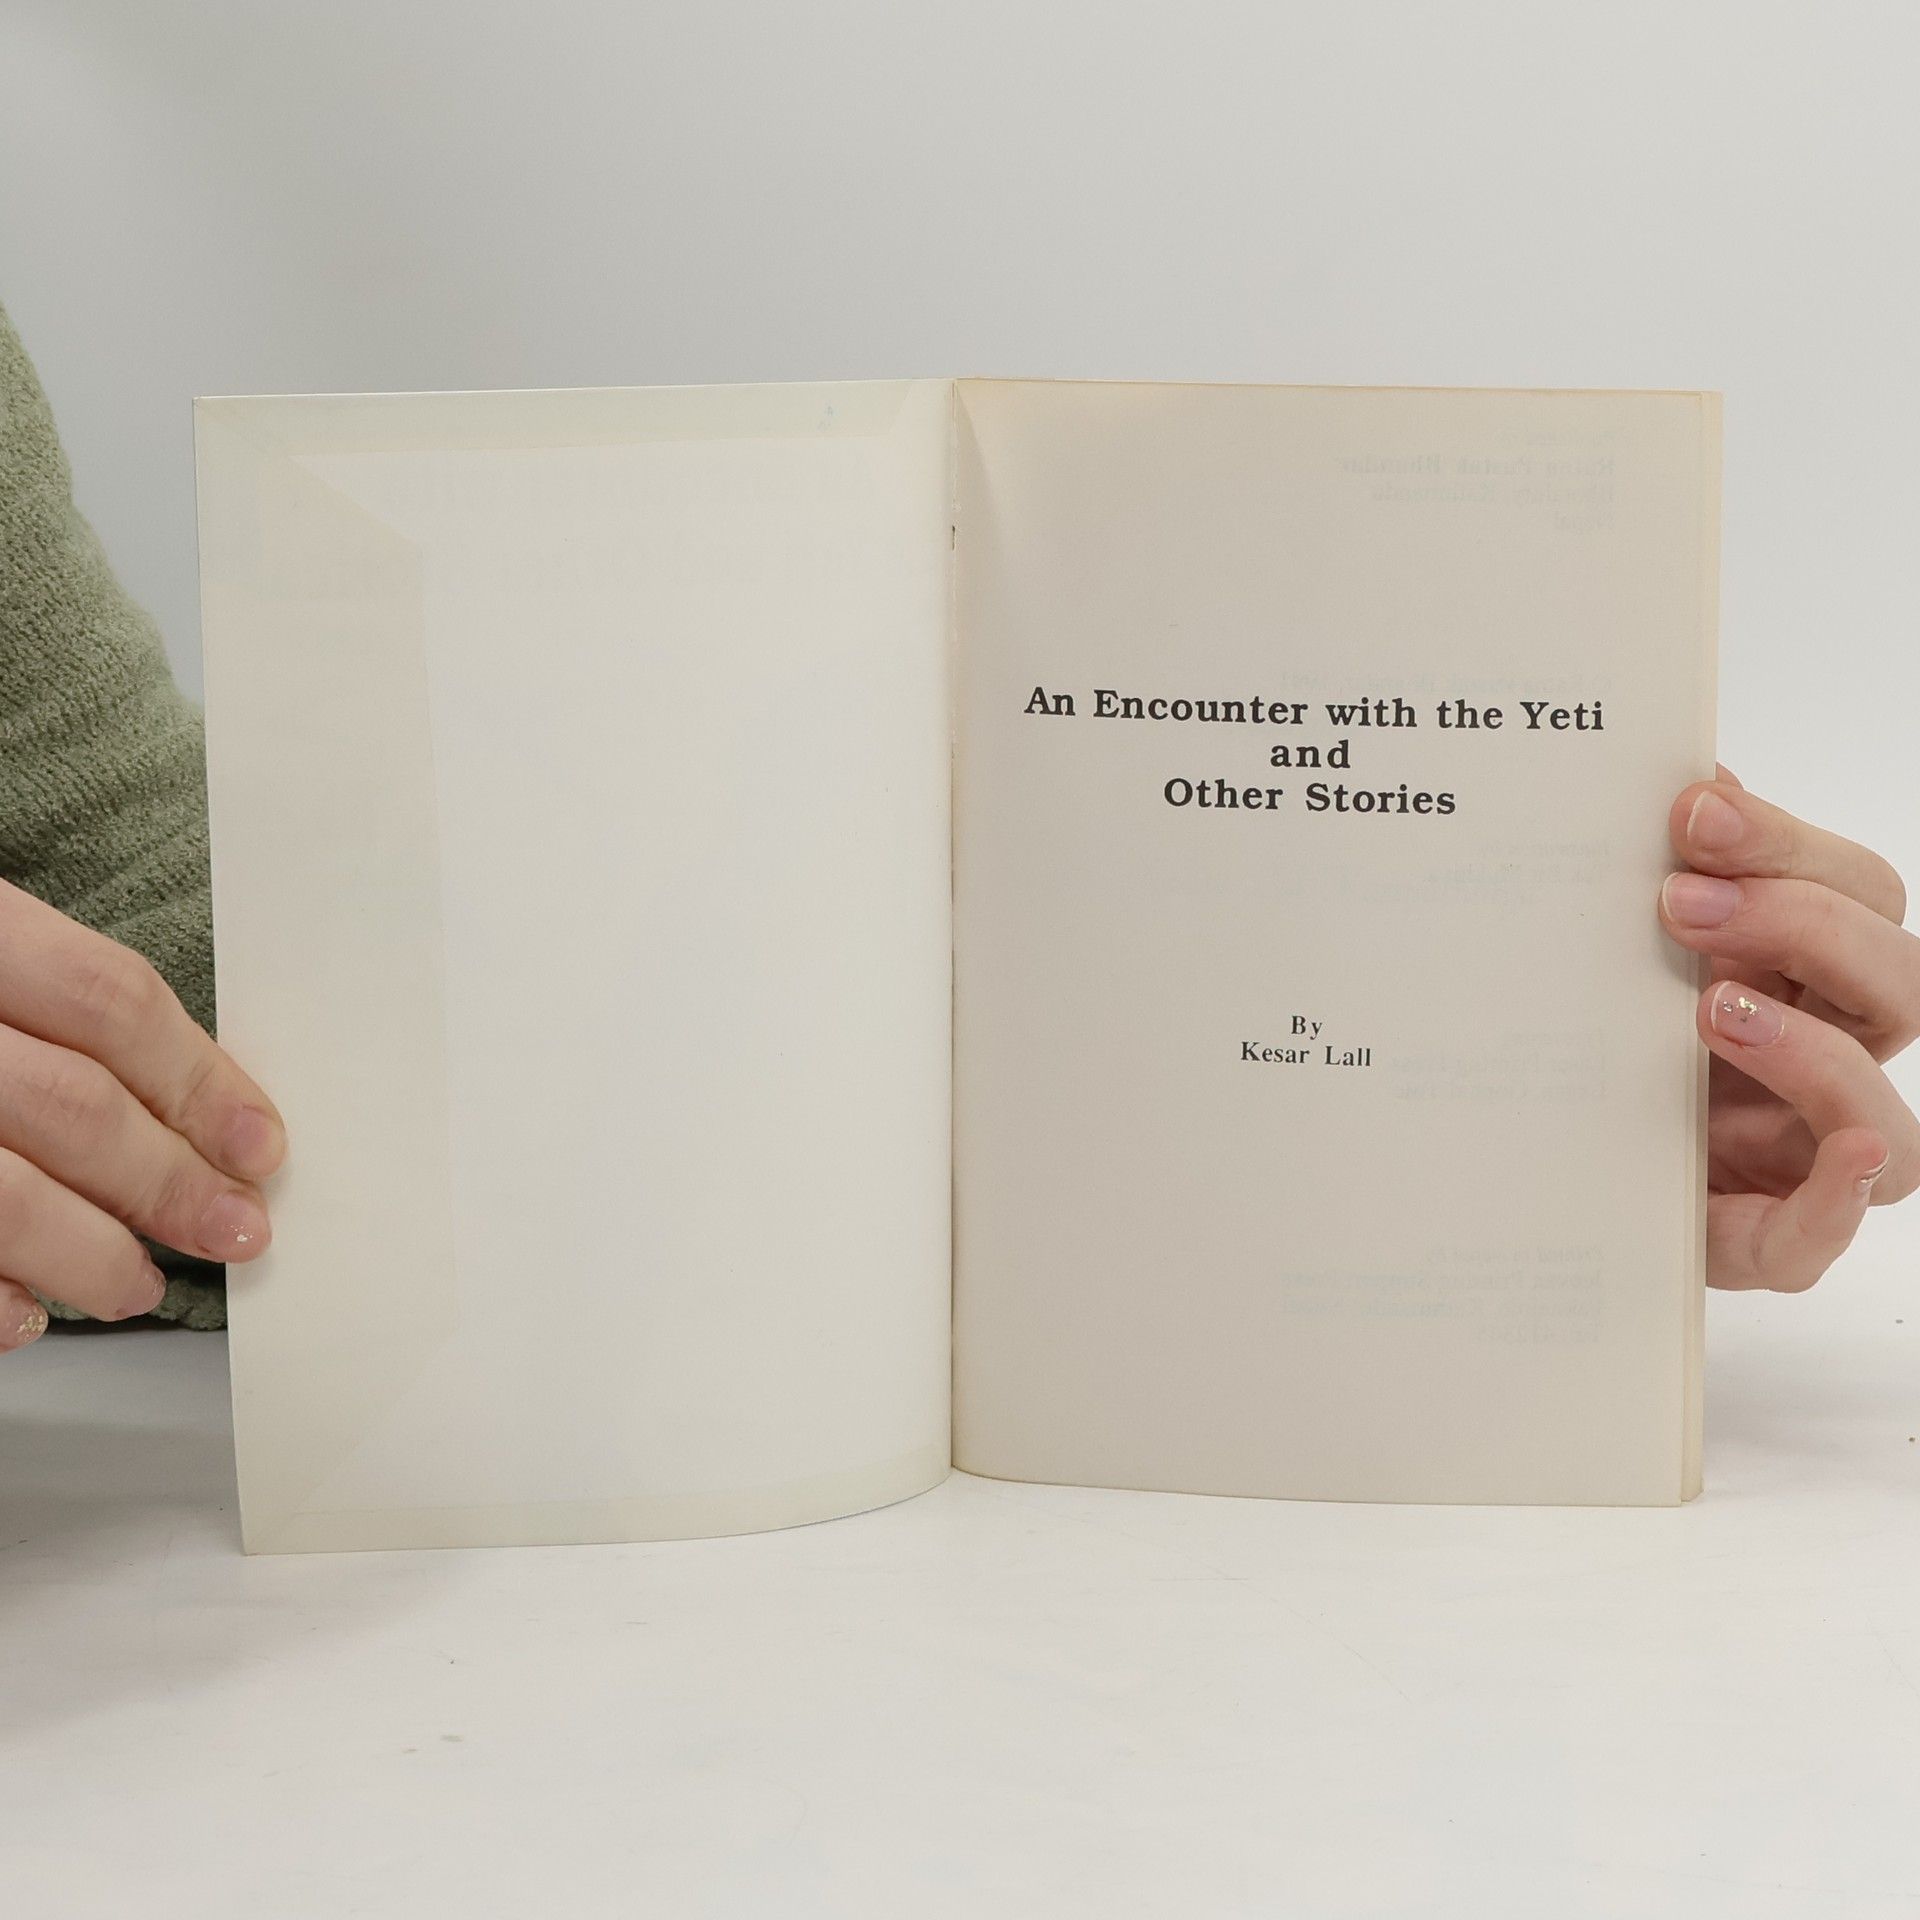 An Encounter with the Yeti
and
Other Stories
By
Kesar Lall